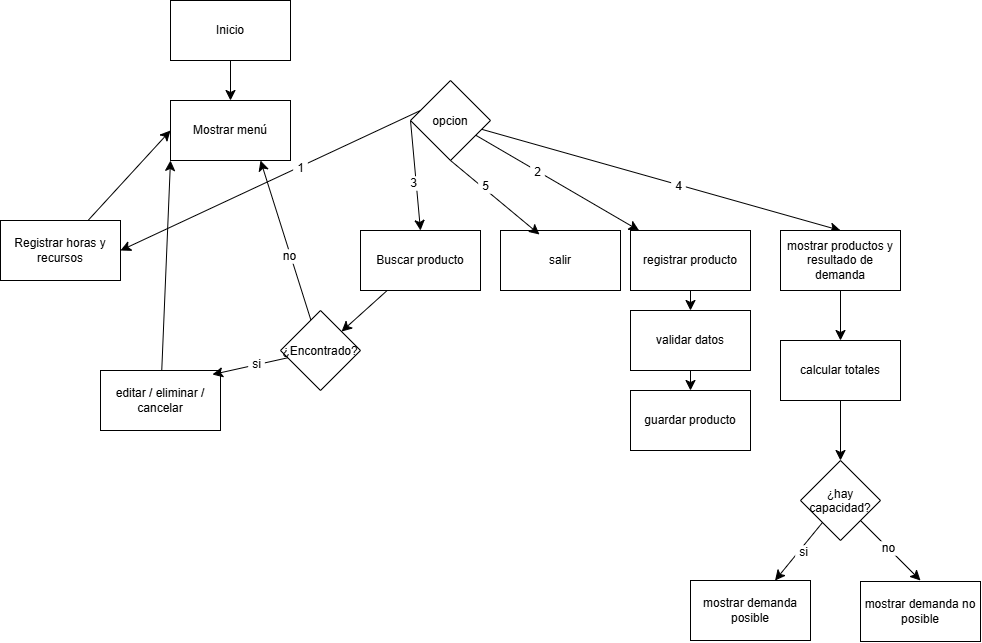 Inicio
Mostrar menú
opcion
1
3
5
2
4
Registrar horas y
recursos
Buscar producto
salir
registrar producto
mostrar productos y
resultado de
demanda
no
¿Encontrado?
si
validar datos
calcular totales
editar / eliminar /
cancelar
guardar producto
¿hay
capacidad?
si
no
mostrar demanda
posible
mostrar demanda no
posible